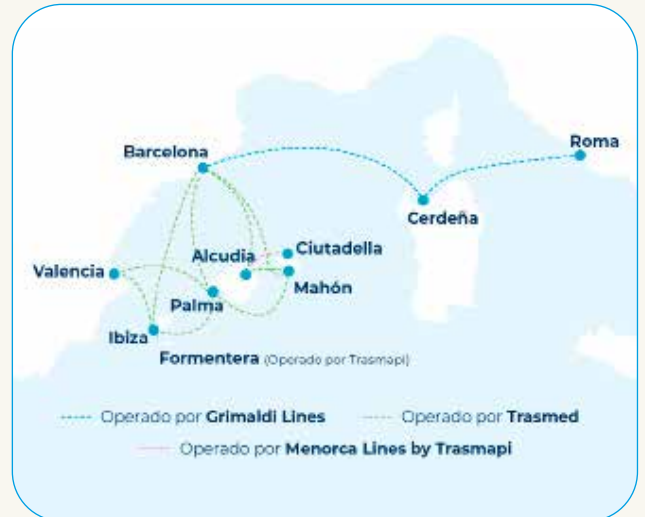 Barcelona
Roma
Cerdeña
Alcudia
Ciutadella
Valencia
Mahón
Palma
Ibiza
Formentera (Operado por Trasmapi)
Operado por Grimaldi Lines
Operado por Trasmed
Operado por Menorca Lines by Trasmapi